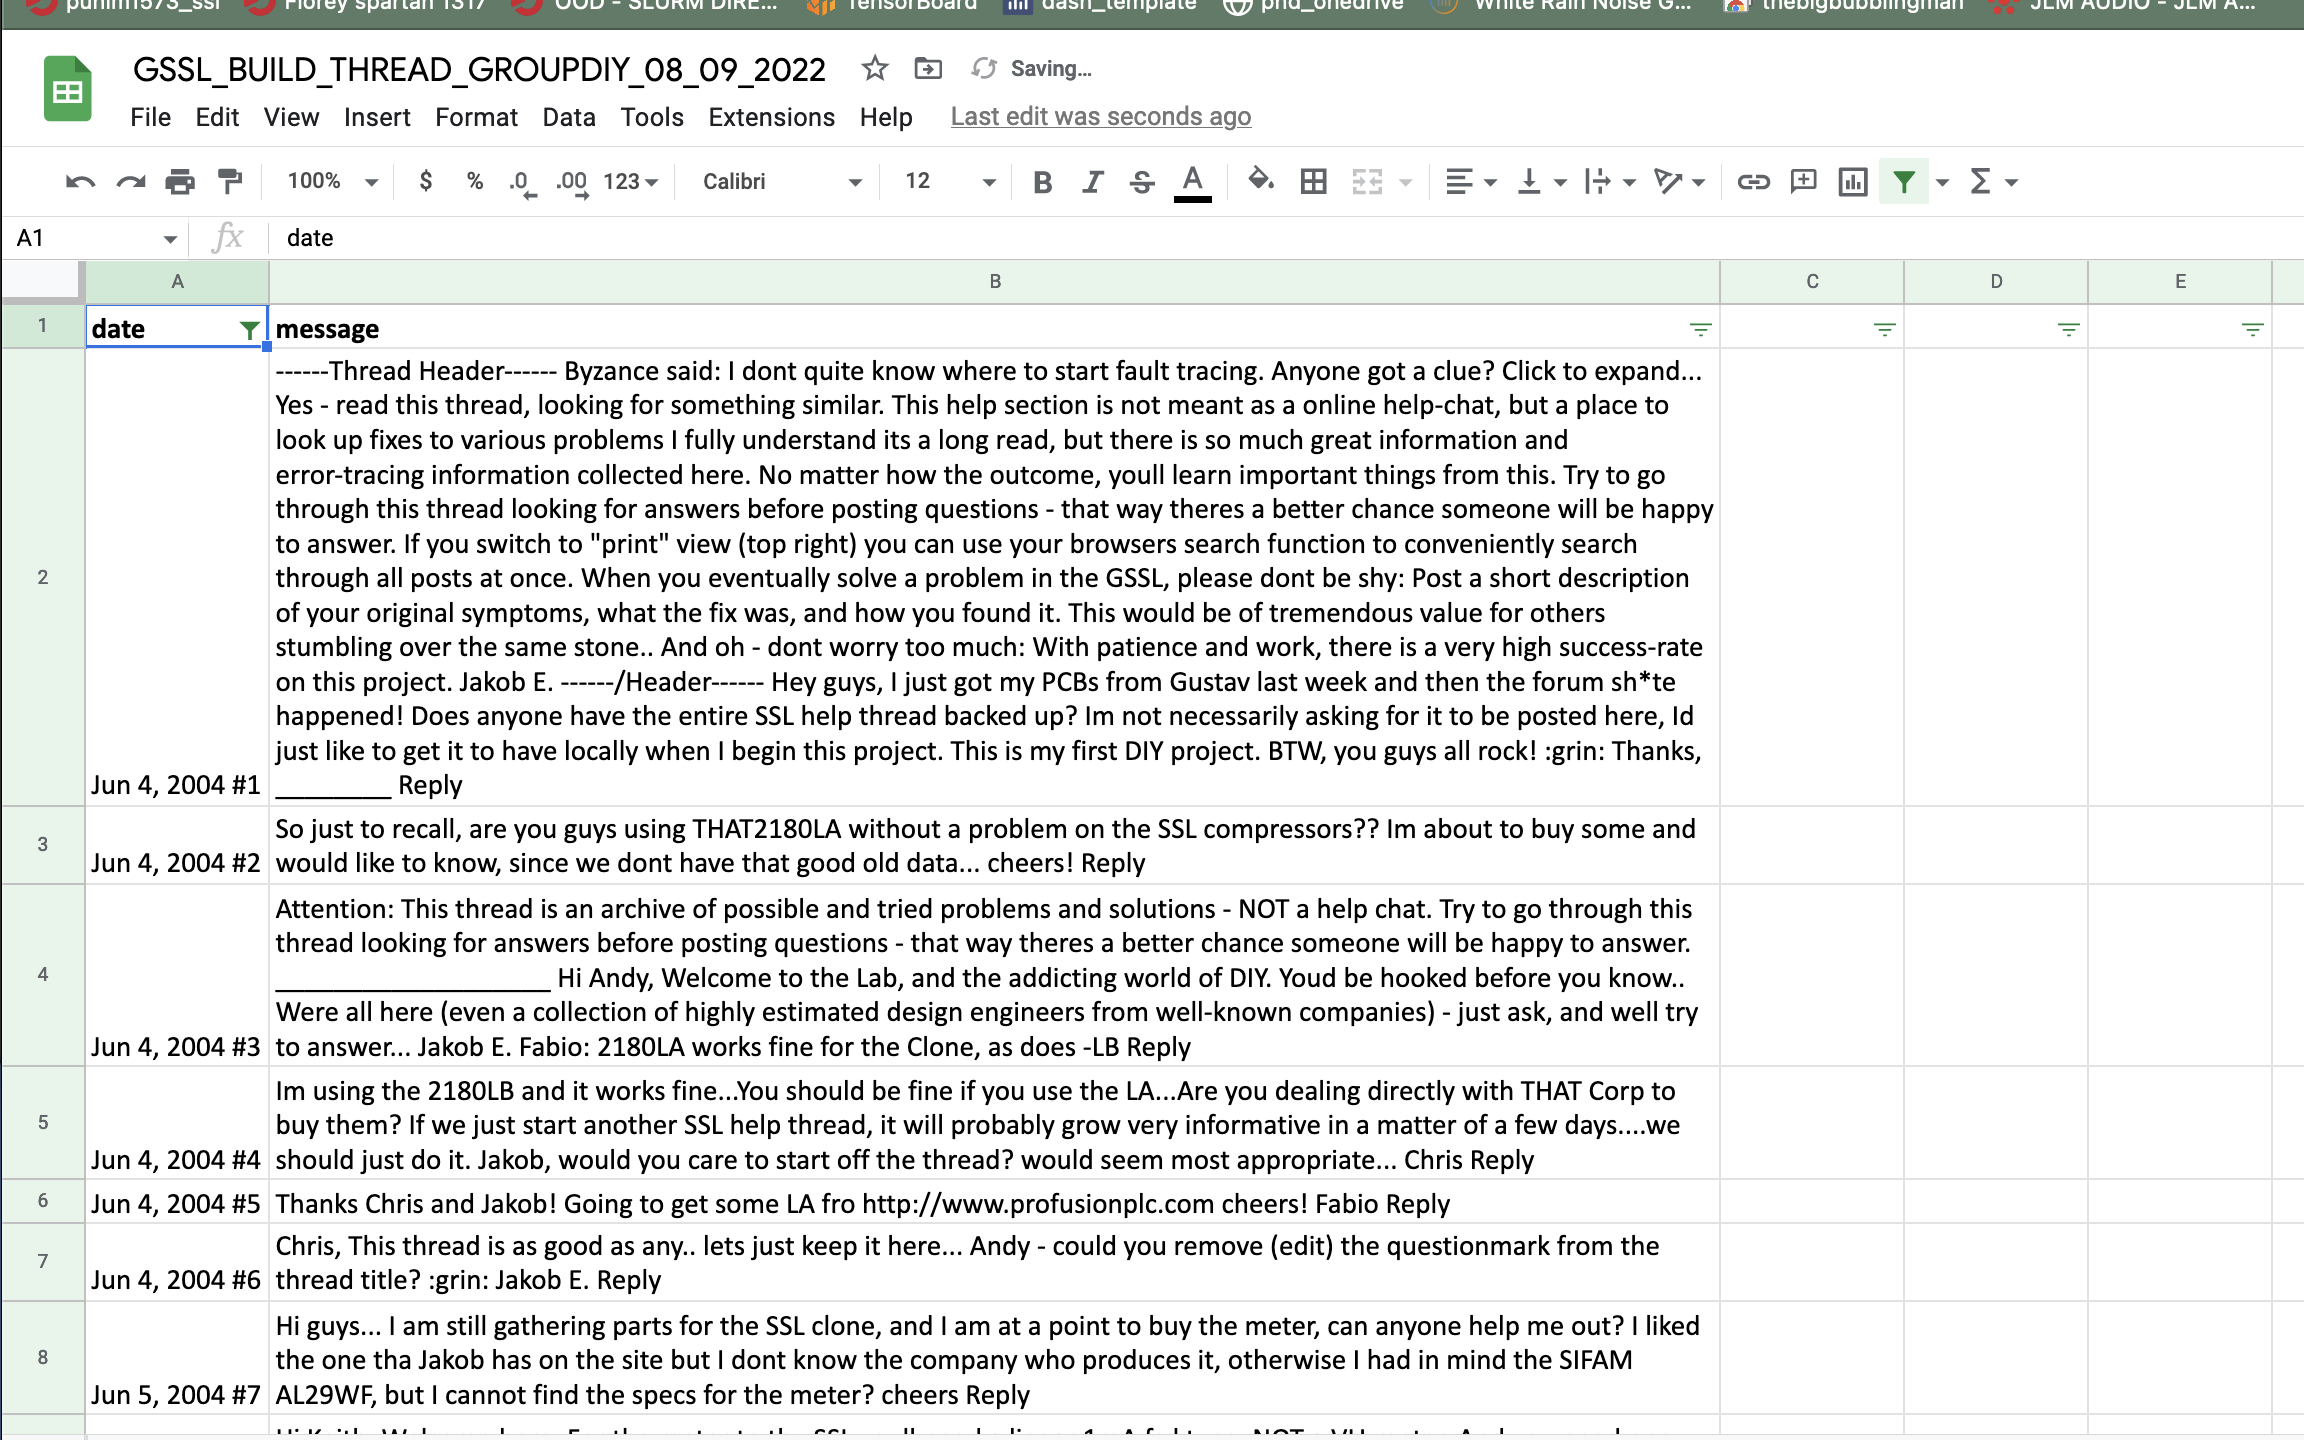 punim1573_ssl Florey spartan 1317 OOD - SLURM DIRE... TensorBoard dash_template phd_onedrive White Rain Noise G... thebigbubblingman JLM AUDIO - JLM A...
GSSL_BUILD_THREAD_GROUPDIY_08_09_2022 Saving...
File Edit View Insert Format Data Tools Extensions Help Last edit was seconds ago
100% $ % .0 .00 123 Calibri 12 B I S A Σ
A1 fx date
A B C D E
1 date message
------Thread Header------ Byzance said: I dont quite know where to start fault tracing. Anyone got a clue? Click to expand...
Yes - read this thread, looking for something similar. This help section is not meant as a online help-chat, but a place to
look up fixes to various problems I fully understand its a long read, but there is so much great information and
error-tracing information collected here. No matter how the outcome, youll learn important things from this. Try to go
through this thread looking for answers before posting questions - that way theres a better chance someone will be happy
to answer. If you switch to "print" view (top right) you can use your browsers search function to conveniently search
2 through all posts at once. When you eventually solve a problem in the GSSL, please dont be shy: Post a short description
of your original symptoms, what the fix was, and how you found it. This would be of tremendous value for others
stumbling over the same stone.. And oh - dont worry too much: With patience and work, there is a very high success-rate
on this project. Jakob E. ------/Header------ Hey guys, I just got my PCBs from Gustav last week and then the forum sh*te
happened! Does anyone have the entire SSL help thread backed up? Im not necessarily asking for it to be posted here, Id
just like to get it to have locally when I begin this project. This is my first DIY project. BTW, you guys all rock! :grin: Thanks,
Jun 4, 2004 #1 ________ Reply
3 So just to recall, are you guys using THAT2180LA without a problem on the SSL compressors?? Im about to buy some and
Jun 4, 2004 #2 would like to know, since we dont have that good old data... cheers! Reply
Attention: This thread is an archive of possible and tried problems and solutions - NOT a help chat. Try to go through this
thread looking for answers before posting questions - that way theres a better chance someone will be happy to answer.
4 ___________________ Hi Andy, Welcome to the Lab, and the addicting world of DIY. Youd be hooked before you know..
Were all here (even a collection of highly estimated design engineers from well-known companies) - just ask, and well try
Jun 4, 2004 #3 to answer... Jakob E. Fabio: 2180LA works fine for the Clone, as does -LB Reply
Im using the 2180LB and it works fine...You should be fine if you use the LA...Are you dealing directly with THAT Corp to
5 buy them? If we just start another SSL help thread, it will probably grow very informative in a matter of a few days....we
Jun 4, 2004 #4 should just do it. Jakob, would you care to start off the thread? would seem most appropriate... Chris Reply
6 Jun 4, 2004 #5 Thanks Chris and Jakob! Going to get some LA fro http://www.profusionplc.com cheers! Fabio Reply
7 Chris, This thread is as good as any.. lets just keep it here... Andy - could you remove (edit) the questionmark from the
Jun 4, 2004 #6 thread title? :grin: Jakob E. Reply
Hi guys... I am still gathering parts for the SSL clone, and I am at a point to buy the meter, can anyone help me out? I liked
8 the one tha Jakob has on the site but I dont know the company who produces it, otherwise I had in mind the SIFAM
Jun 5, 2004 #7 AL29WF, but I cannot find the specs for the meter? cheers Reply